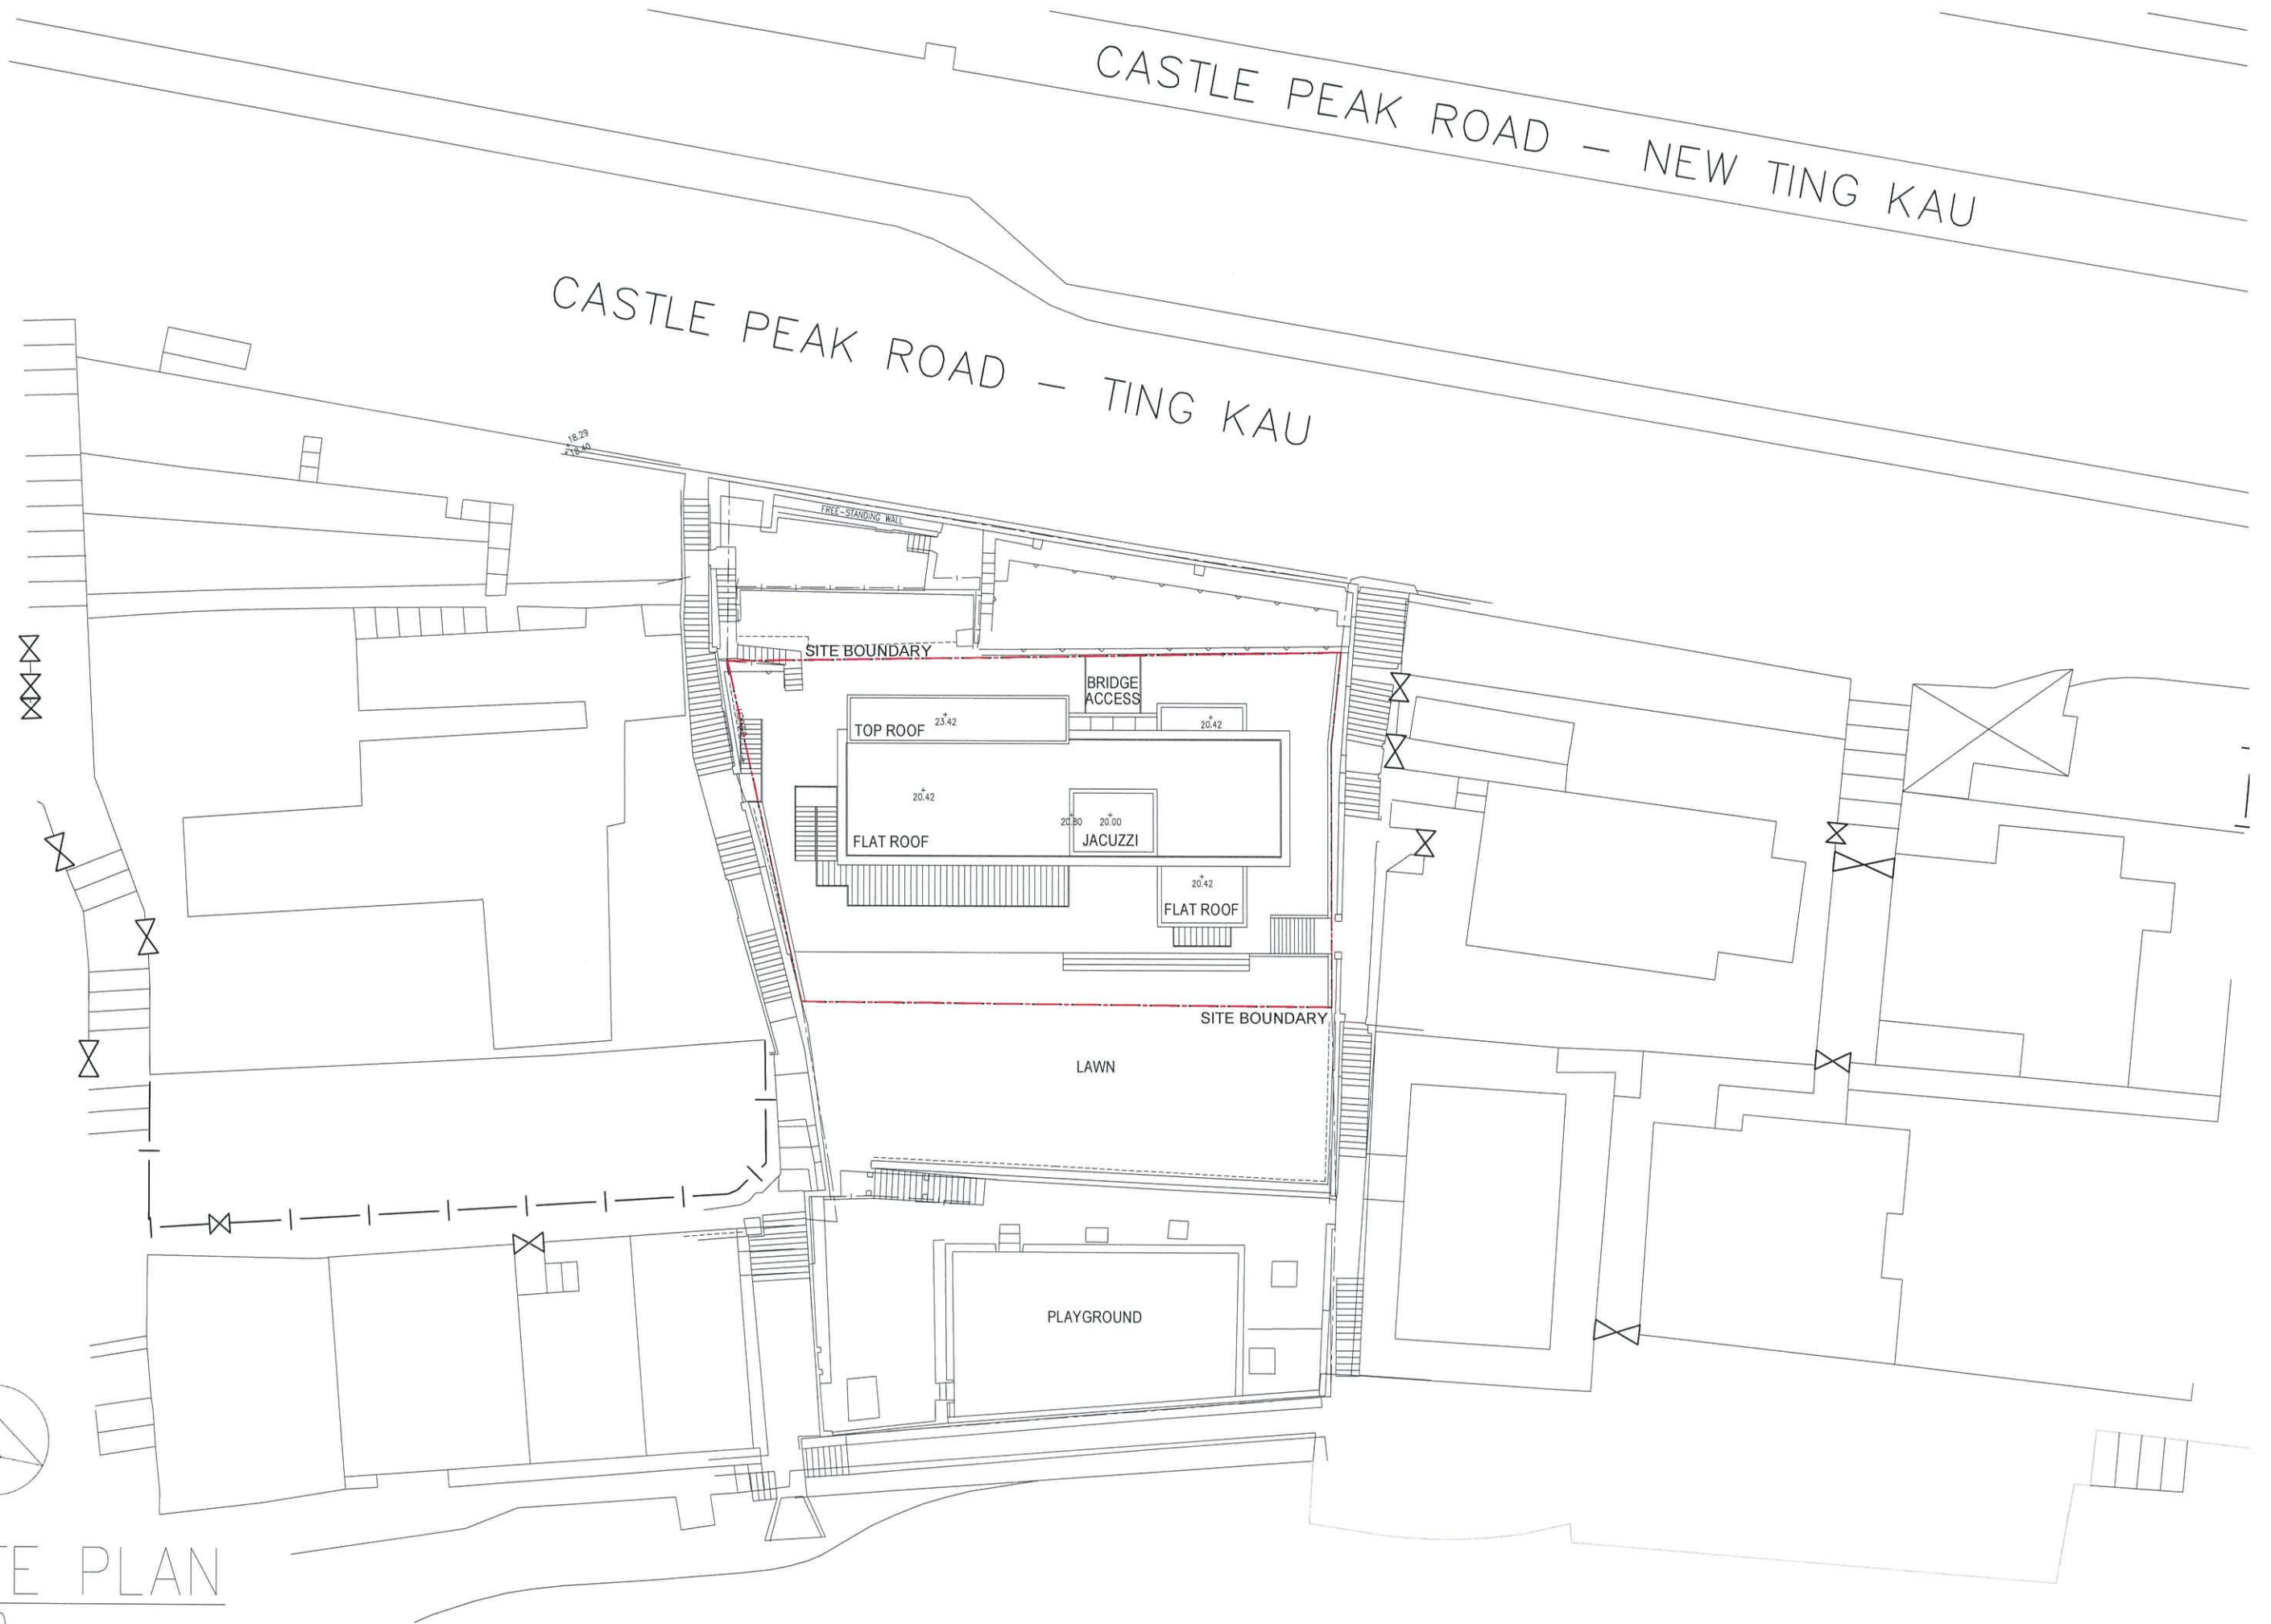 CASTLE PEAK ROAD – NEW TING KAU
CASTLE PEAK ROAD – TING KAU
18.29
18.40
FREE-STANDING WALL
SITE BOUNDARY
BRIDGE
ACCESS
TOP ROOF
23.42
20.42
20.42
20.80
20.00
FLAT ROOF
JACUZZI
20.42
FLAT ROOF
SITE BOUNDARY
LAWN
PLAYGROUND
PLAN